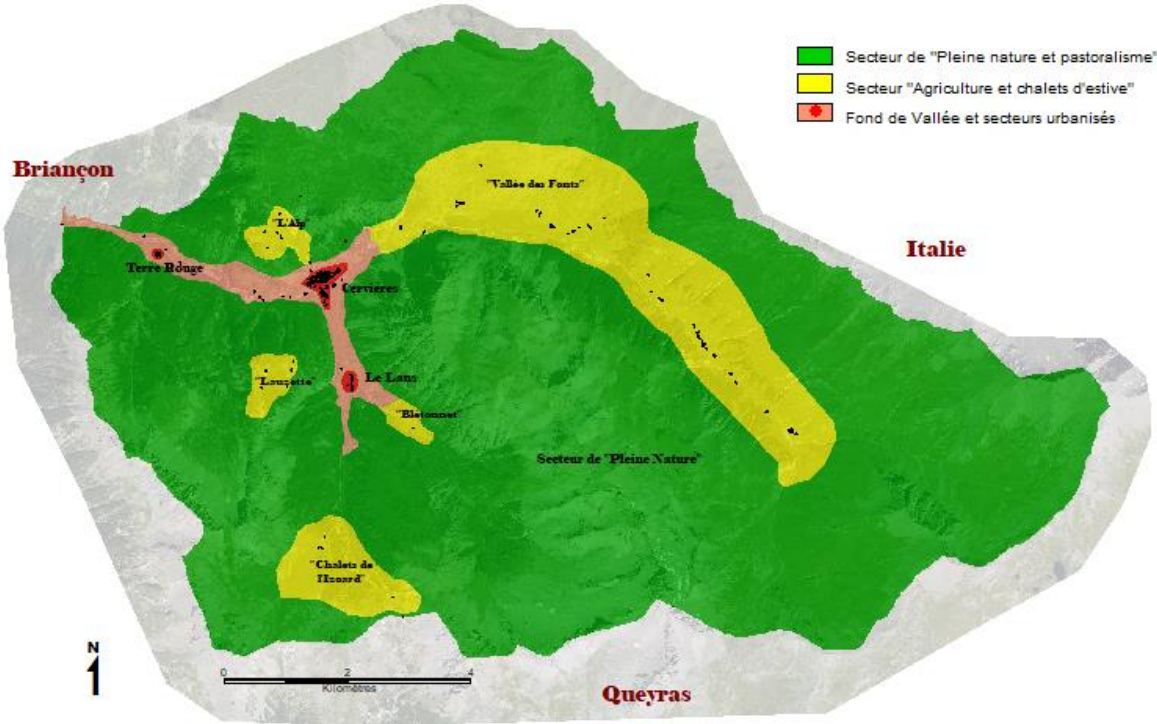 Secteur de "Pleine nature et pastoralisme"
Secteur "Agriculture et chalets d'estive"
Fond de Vallée et secteurs urbanisés
Briançon
"Vallée des Fonts"
"L'Alp"
Italie
Terre Rouge
Cervières
"Lauzette"
Le Laus
"Blétonnet"
Secteur de "Pleine Nature"
"Chalets de
l'Izoard"
N
0 2 4
Kilomètres
Queyras